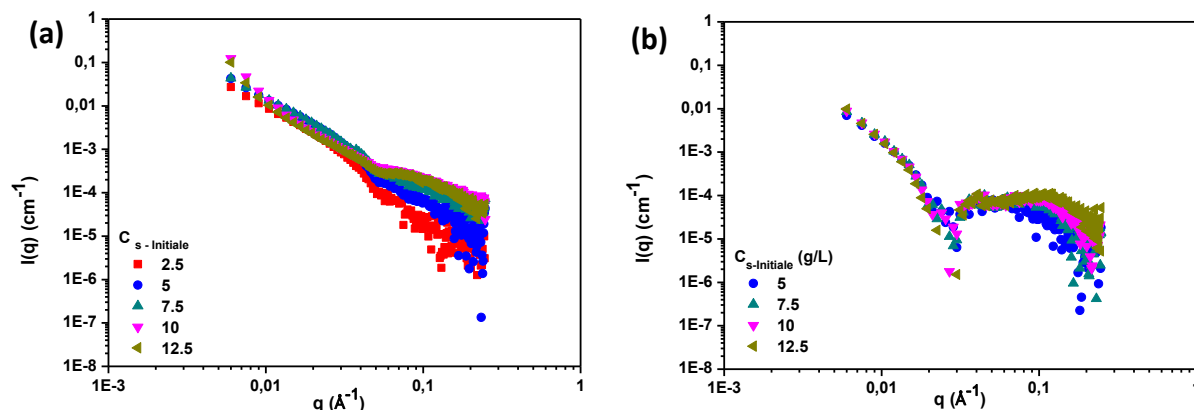 (a)
1
0,1
0,01
1E-3
1E-4
1E-5
1E-6
1E-7
1E-8
I(q) (cm-1)
C s - Initiale
2.5
5
7.5
10
12.5
1E-3
0,01
0,1
1
q (Å-1)
(b)
1
0,1
0,01
1E-3
1E-4
1E-5
1E-6
1E-7
1E-8
I(q) (cm-1)
Cs-Initiale (g/L)
5
7.5
10
12.5
1E-3
0,01
0,1
q (Å-1)